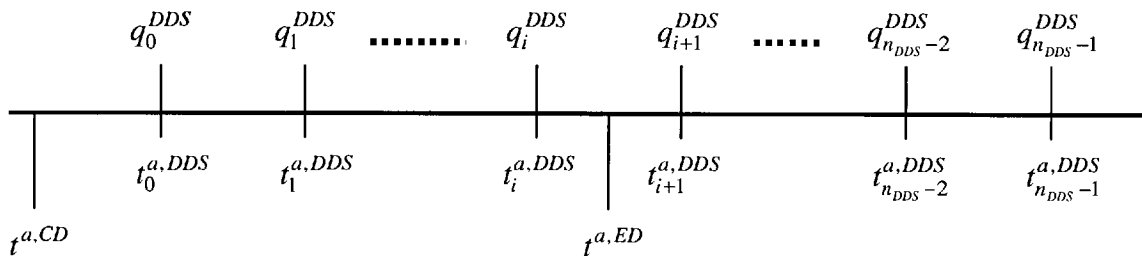 q_0^{DDS} q_1^{DDS} q_i^{DDS} q_{i+1}^{DDS} q_{n_{DDS}-2}^{DDS} q_{n_{DDS}-1}^{DDS}
t_0^{a,DDS} t_1^{a,DDS} t_i^{a,DDS} t_{i+1}^{a,DDS} t_{n_{DDS}-2}^{a,DDS} t_{n_{DDS}-1}^{a,DDS}
t^{a,CD} t^{a,ED}